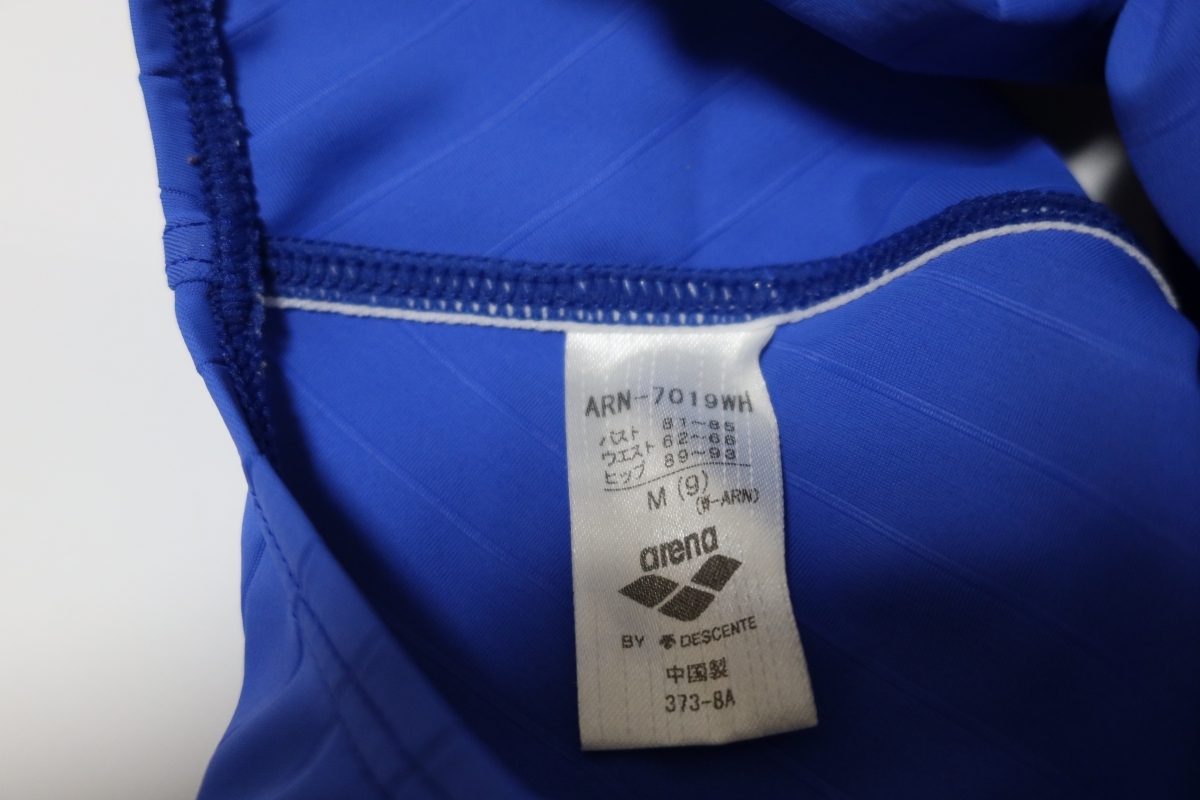 ARN-7019WH
バスト 81~85
ウエスト 62~66
ヒップ 89~93
M (9)
-ARN)
arena
BY DESCENTE
中国製
373-8A